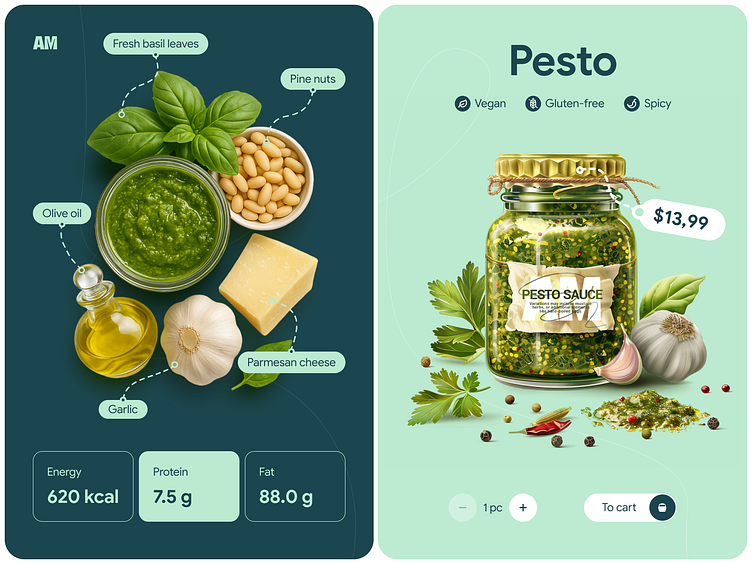 AM
Fresh basil leaves
Pine nuts
Olive oil
Parmesan cheese
Garlic
Energy
620 kcal
Protein
7.5 g
Fat
88.0 g
Pesto
Vegan
Gluten-free
Spicy
$13,99
PESTO SAUCE
− 1 pc +
To cart